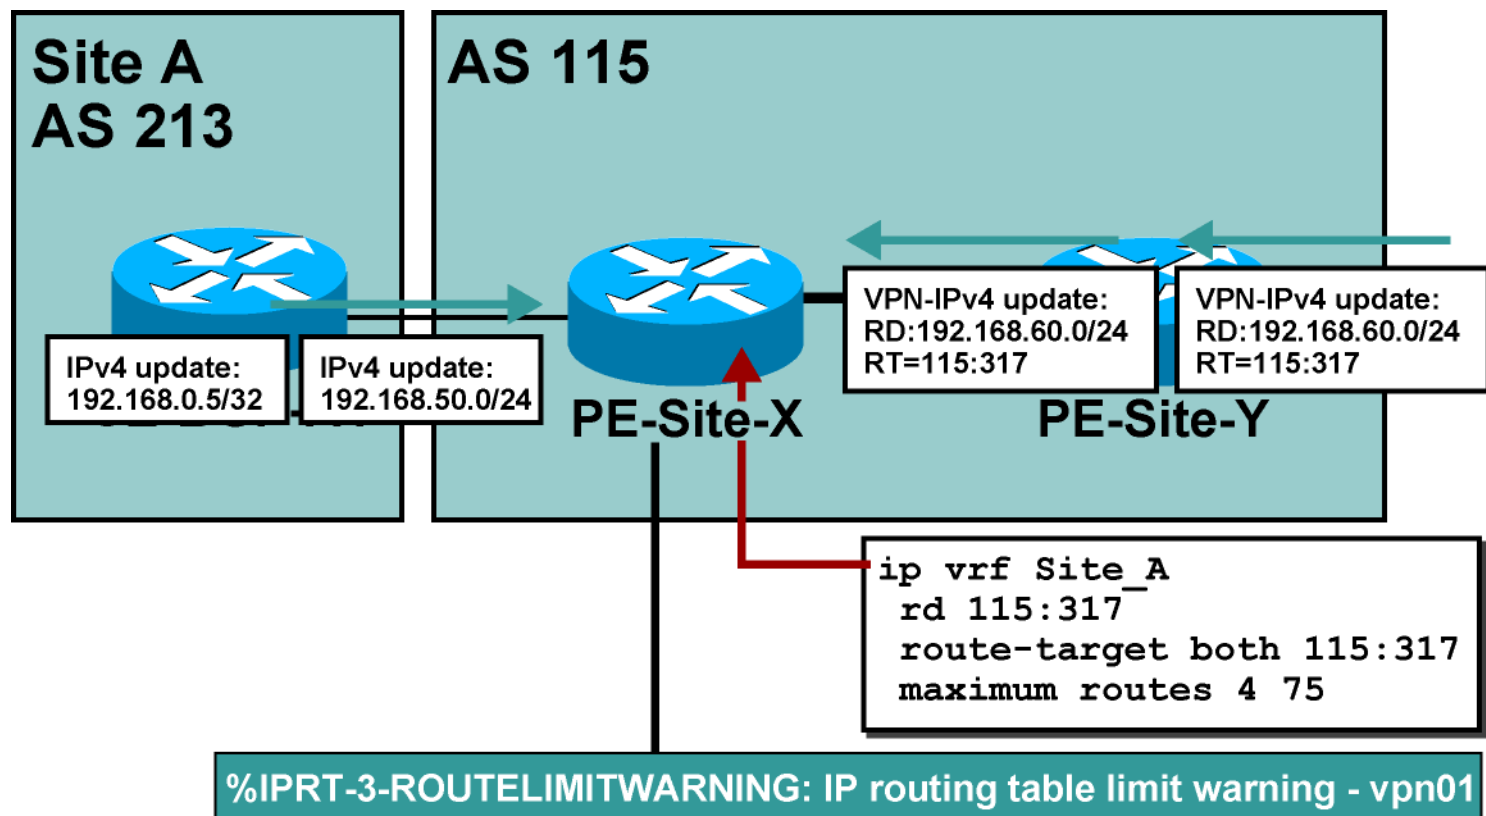 Site A
AS 213
AS 115
IPv4 update:
192.168.0.5/32
IPv4 update:
192.168.50.0/24
VPN-IPv4 update:
RD:192.168.60.0/24
RT=115:317
VPN-IPv4 update:
RD:192.168.60.0/24
RT=115:317
PE-Site-X
PE-Site-Y
ip vrf Site_A
rd 115:317
route-target both 115:317
maximum routes 4 75
%IPRT-3-ROUTELIMITWARNING: IP routing table limit warning - vpn01